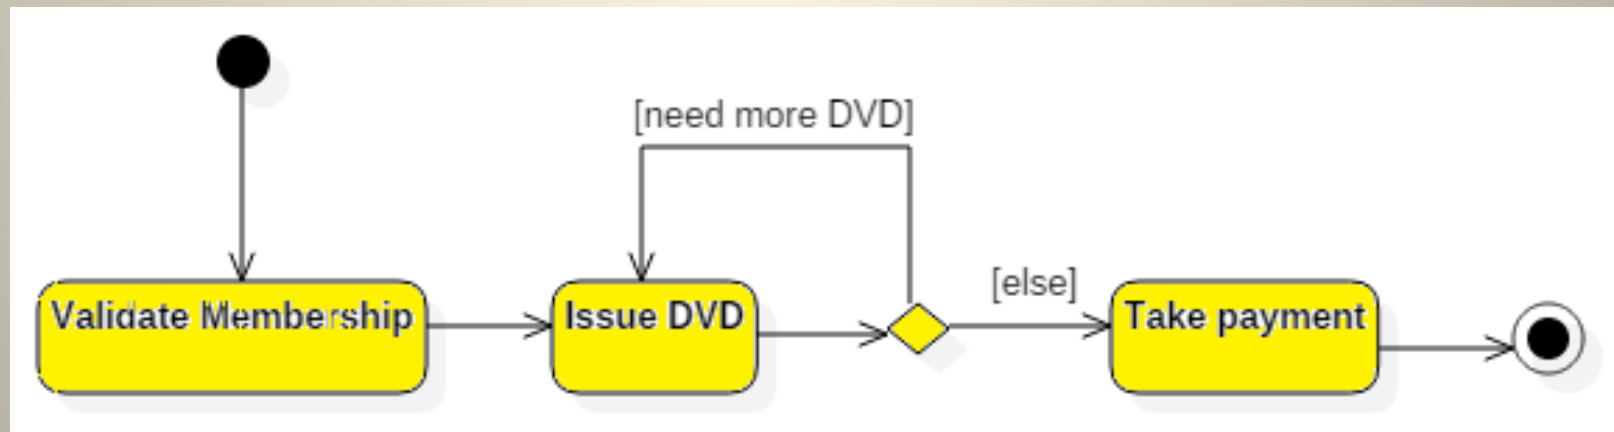 [need more DVD]
[else]
Validate Membership
Issue DVD
Take payment